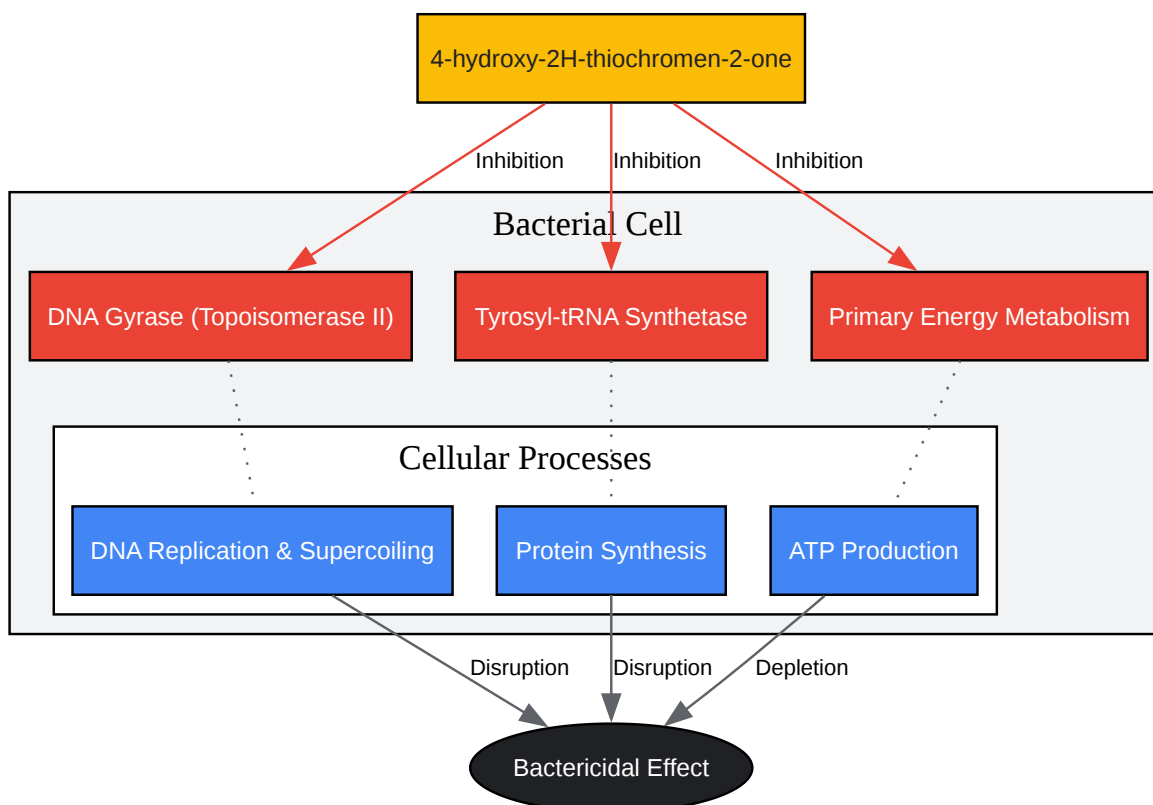 4-hydroxy-2H-thiochromen-2-one
Inhibition
Inhibition
Inhibition
Bacterial Cell
DNA Gyrase (Topoisomerase II)
Tyrosyl-tRNA Synthetase
Primary Energy Metabolism
Cellular Processes
DNA Replication & Supercoiling
Protein Synthesis
ATP Production
Disruption
Disruption
Depletion
Bactericidal Effect